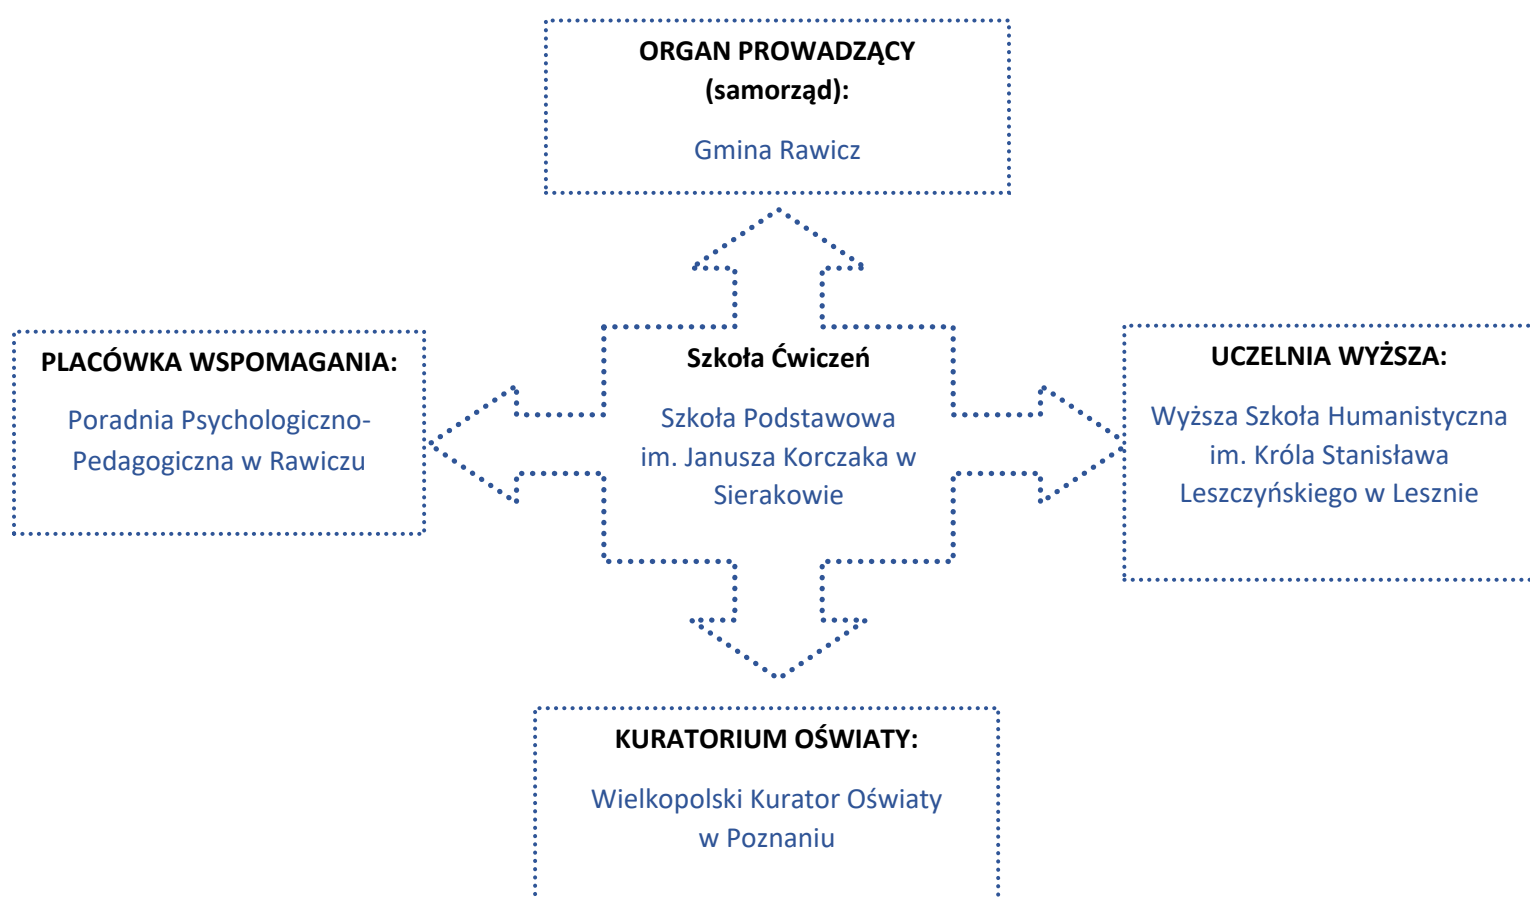 ORGAN PROWADZĄCY
(samorząd):
Gmina Rawicz
PLACÓWKA WSPOMAGANIA:
Poradnia Psychologiczno-
Pedagogiczna w Rawiczu
Szkoła Ćwiczeń
Szkoła Podstawowa
im. Janusza Korczaka w
Sierakowie
UCZELNIA WYŻSZA:
Wyższa Szkoła Humanistyczna
im. Króla Stanisława
Leszczyńskiego w Lesznie
KURATORIUM OŚWIATY:
Wielkopolski Kurator Oświaty
w Poznaniu